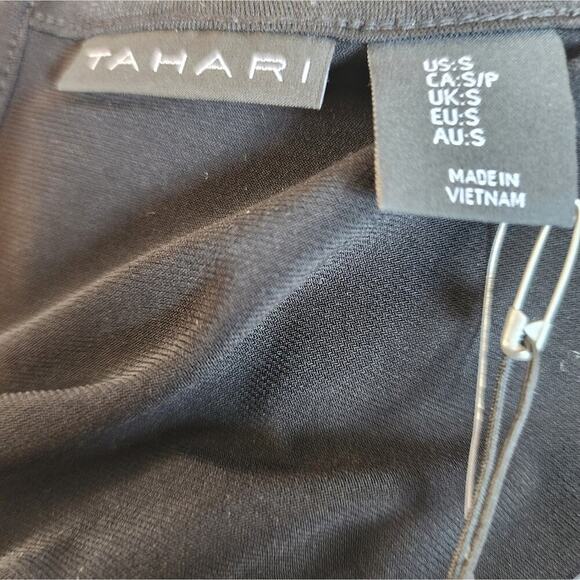 TAHARI
US:S
CA:S/P
UK:S
EU:S
AU:S
MADE IN
VIETNAM